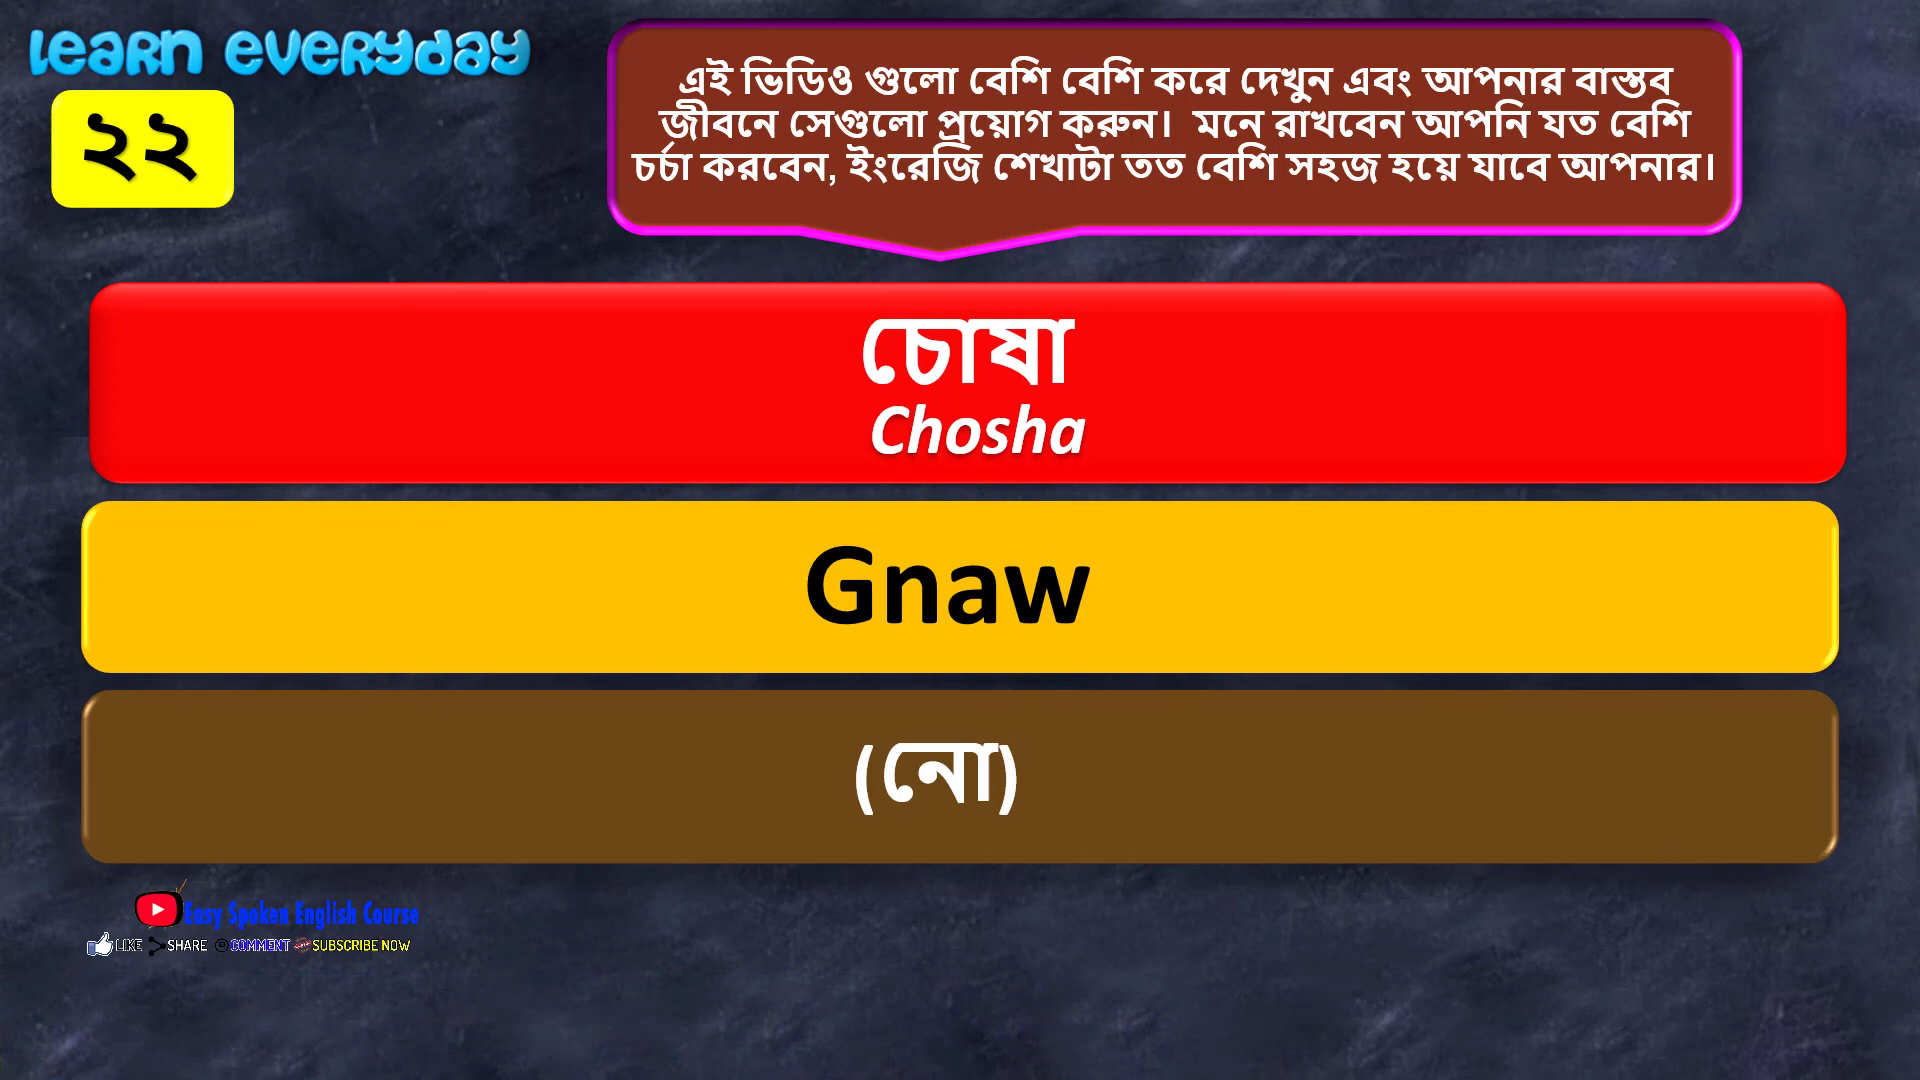 Learn everyday
২২
এই ভিডিও গুলো বেশি বেশি করে দেখুন এবং আপনার বাস্তব
জীবনে সেগুলো প্রয়োগ করুন। মনে রাখবেন আপনি যত বেশি
চর্চা করবেন, ইংরেজি শেখাটা তত বেশি সহজ হয়ে যাবে আপনার।
চোষা
Chosha
Gnaw
(নো)
Easy Spoken English Course
LIKE SHARE COMMENT SUBSCRIBE NOW